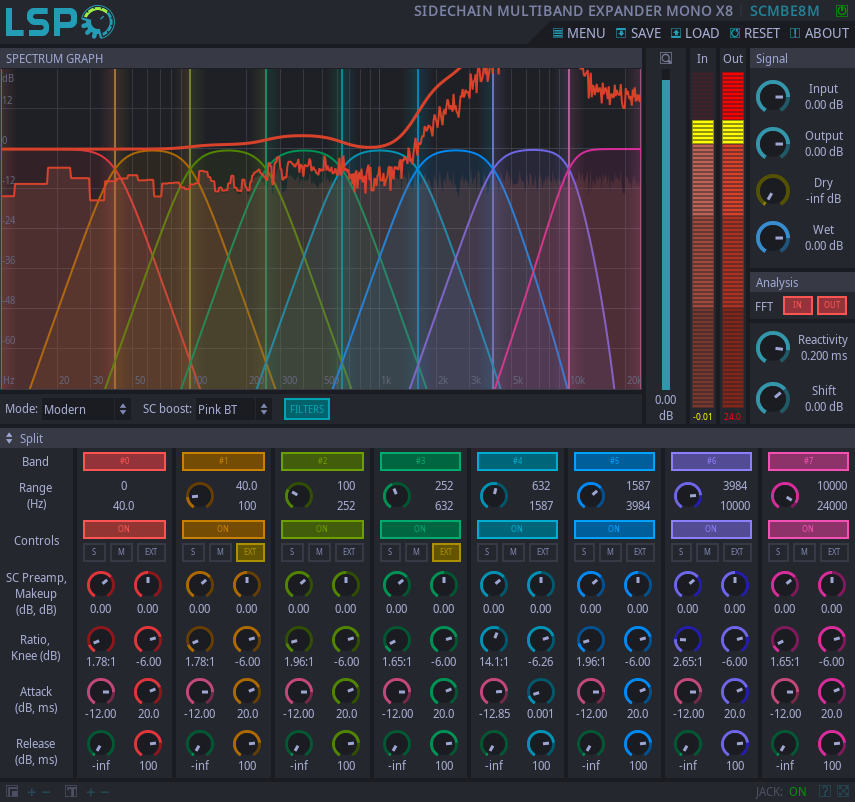 LSP
SIDECHAIN MULTIBAND EXPANDER MONO X8 SCMBE8M
MENU SAVE LOAD RESET ABOUT
SPECTRUM GRAPH
dB
12
0
-12
-24
-36
-48
-60
Hz 20 30 50 100 200 300 500 1k 2k 3k 5k 10k 20k
0.00
dB
In Out
-0.01 24.0
Signal
Input
0.00 dB
Output
0.00 dB
Dry
-inf dB
Wet
0.00 dB
Analysis
FFT IN OUT
Reactivity
0.200 ms
Shift
0.00 dB
Mode: Modern SC boost: Pink BT FILTERS
Split
Band #0 #1 #2 #3 #4 #5 #6 #7
Range 0 40.0 100 252 632 1587 3984 10000
(Hz) 40.0 100 252 632 1587 3984 10000 24000
Controls ON ON ON ON ON ON ON ON
S M EXT S M EXT S M EXT S M EXT S M EXT S M EXT S M EXT S M EXT
SC Preamp,
Makeup
(dB, dB) 0.00 0.00 0.00 0.00 0.00 0.00 0.00 0.00 0.00 0.00 0.00 0.00 0.00 0.00 0.00 0.00
Ratio,
Knee (dB) 1.78:1 -6.00 1.78:1 -6.00 1.96:1 -6.00 1.65:1 -6.00 14.1:1 -6.26 1.96:1 -6.00 2.65:1 -6.00 1.65:1 -6.00
Attack
(dB, ms) -12.00 20.0 -12.00 20.0 -12.00 20.0 -12.00 20.0 -12.85 0.001 -12.00 20.0 -12.00 20.0 -12.00 20.0
Release
(dB, ms) -inf 100 -inf 100 -inf 100 -inf 100 -inf 100 -inf 100 -inf 100 -inf 100
JACK: ON